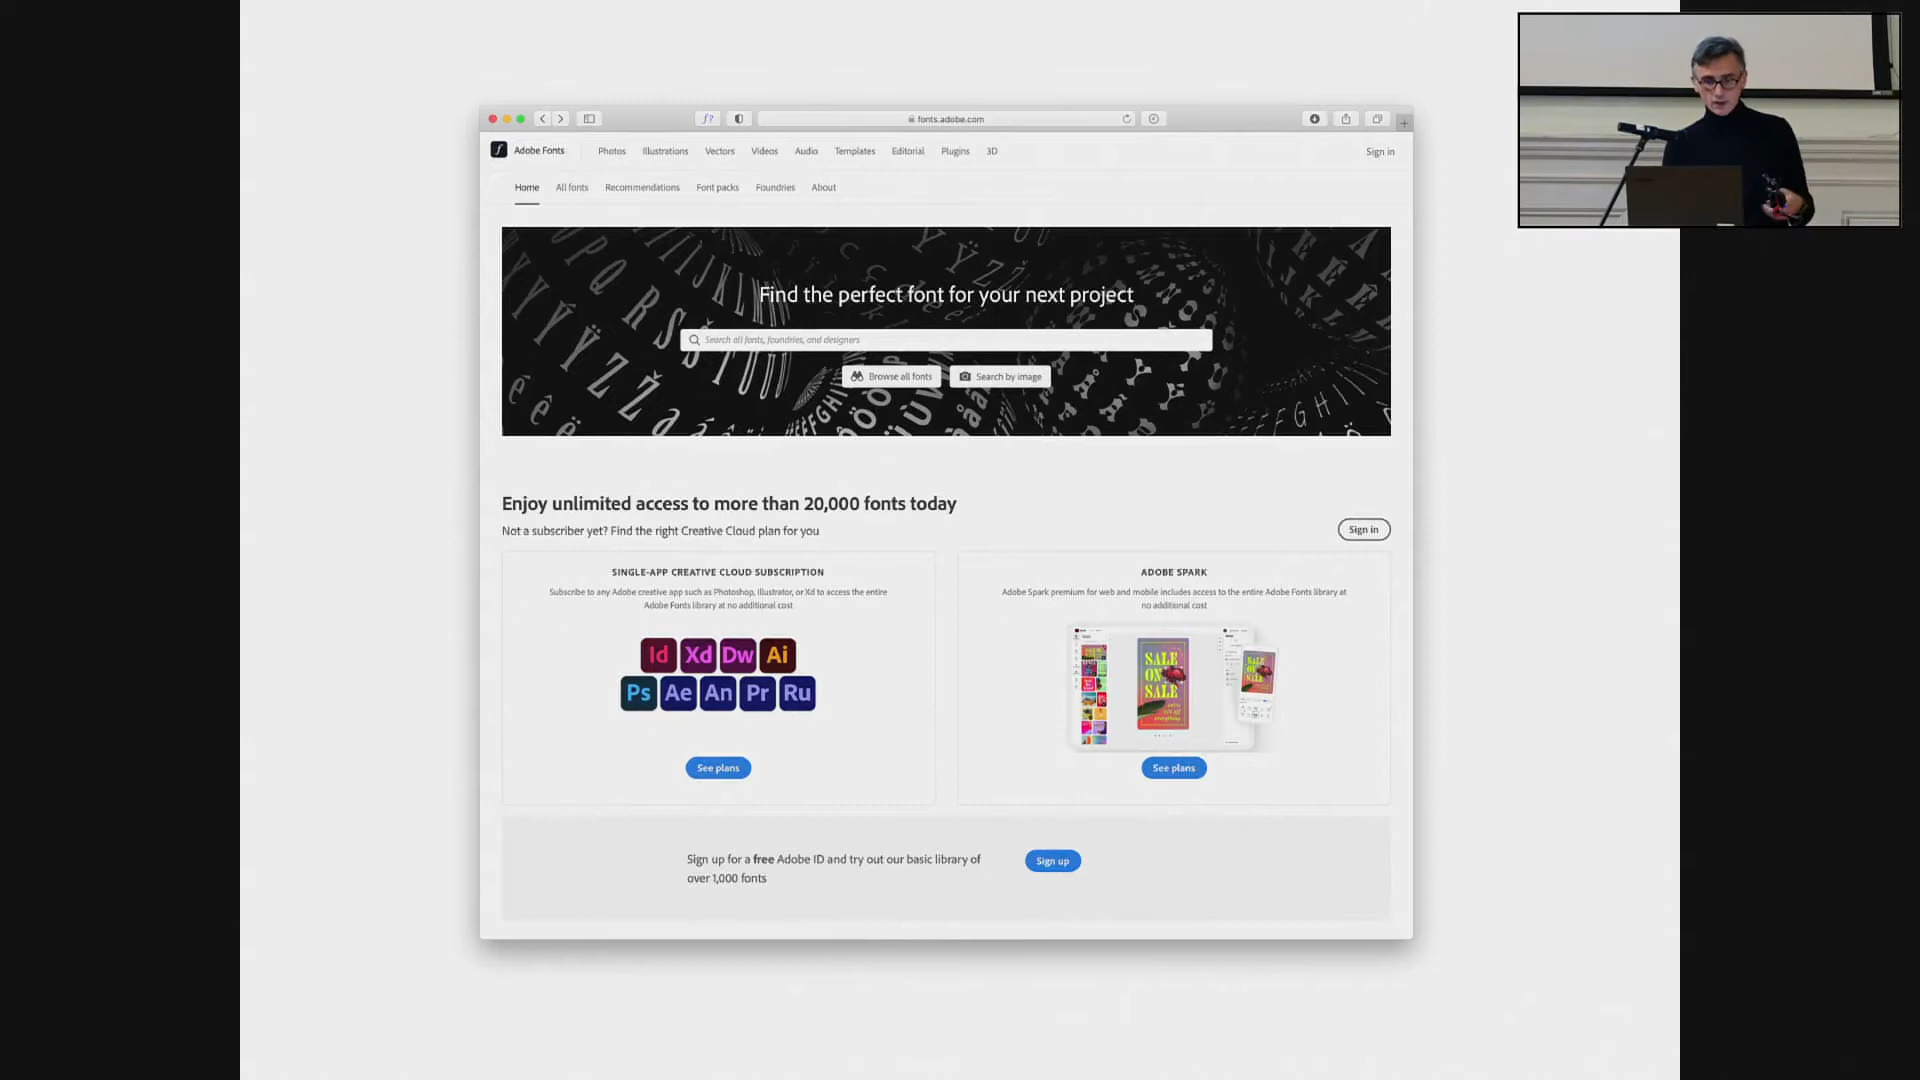 fonts.adobe.com
Adobe Fonts
Photos Illustrations Vectors Videos Audio Templates Editorial Plugins 3D
Sign in
Home All fonts Recommendations Font packs Foundries About
Find the perfect font for your next project
Search all fonts, foundries, and designers
Browse all fonts Search by image
Enjoy unlimited access to more than 20,000 fonts today
Not a subscriber yet? Find the right Creative Cloud plan for you
Sign in
SINGLE-APP CREATIVE CLOUD SUBSCRIPTION
Subscribe to any Adobe creative app such as Photoshop, Illustrator, or Xd to access the entire
Adobe Fonts library at no additional cost
Id Xd Dw Ai
Ps Ae An Pr Ru
See plans
ADOBE SPARK
Adobe Spark premium for web and mobile includes access to the entire Adobe Fonts library at
no additional cost
SALE
ON
SALE
See plans
Sign up for a free Adobe ID and try out our basic library of
over 1,000 fonts
Sign up